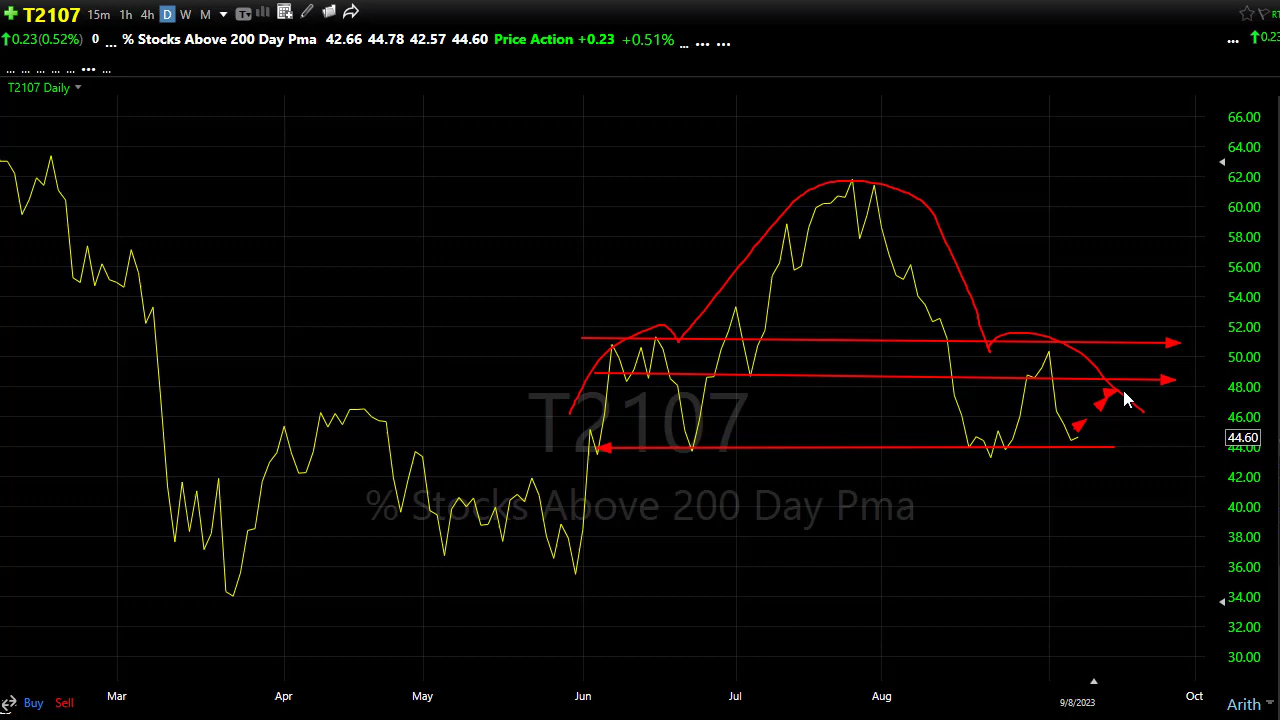 T2107 15m 1h 4h D W M T
0.23(0.52%) 0 ... % Stocks Above 200 Day Pma 42.66 44.78 42.57 44.60 Price Action +0.23 +0.51% ... ... ... ... 0.23
... ... ... ... ... ... ...
T2107 Daily
66.00
64.00
62.00
60.00
58.00
56.00
54.00
52.00
50.00
48.00
46.00
44.60
44.00
42.00
40.00
38.00
36.00
34.00
32.00
30.00
T2107
% Stocks Above 200 Day Pma
Mar Apr May Jun Jul Aug 9/8/2023 Oct
Buy Sell Arith